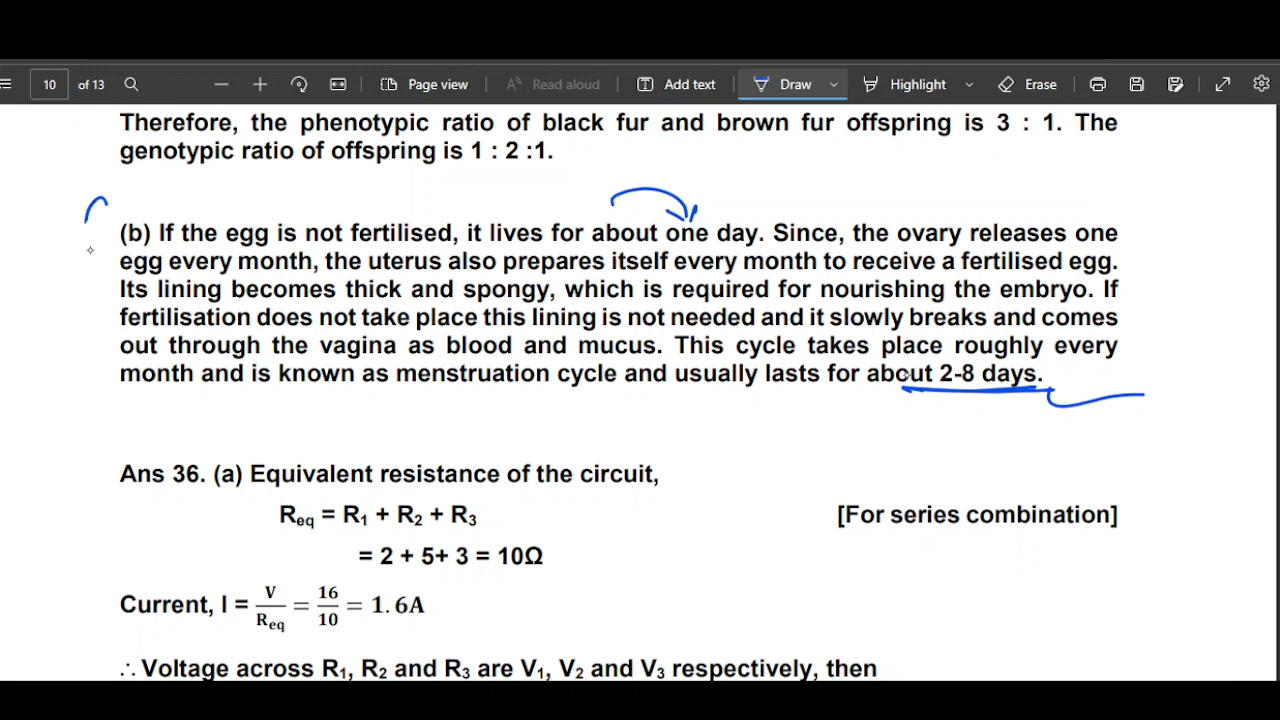 10 of 13 Page view Read aloud Add text Draw Highlight Erase
Therefore, the phenotypic ratio of black fur and brown fur offspring is 3 : 1. The
genotypic ratio of offspring is 1 : 2 :1.
(b) If the egg is not fertilised, it lives for about one day. Since, the ovary releases one
egg every month, the uterus also prepares itself every month to receive a fertilised egg.
Its lining becomes thick and spongy, which is required for nourishing the embryo. If
fertilisation does not take place this lining is not needed and it slowly breaks and comes
out through the vagina as blood and mucus. This cycle takes place roughly every
month and is known as menstruation cycle and usually lasts for about 2-8 days.
Ans 36. (a) Equivalent resistance of the circuit,
Req = R1 + R2 + R3 [For series combination]
= 2 + 5+ 3 = 10Ω
Current, I = V/Req = 16/10 = 1.6A
∴ Voltage across R1, R2 and R3 are V1, V2 and V3 respectively, then